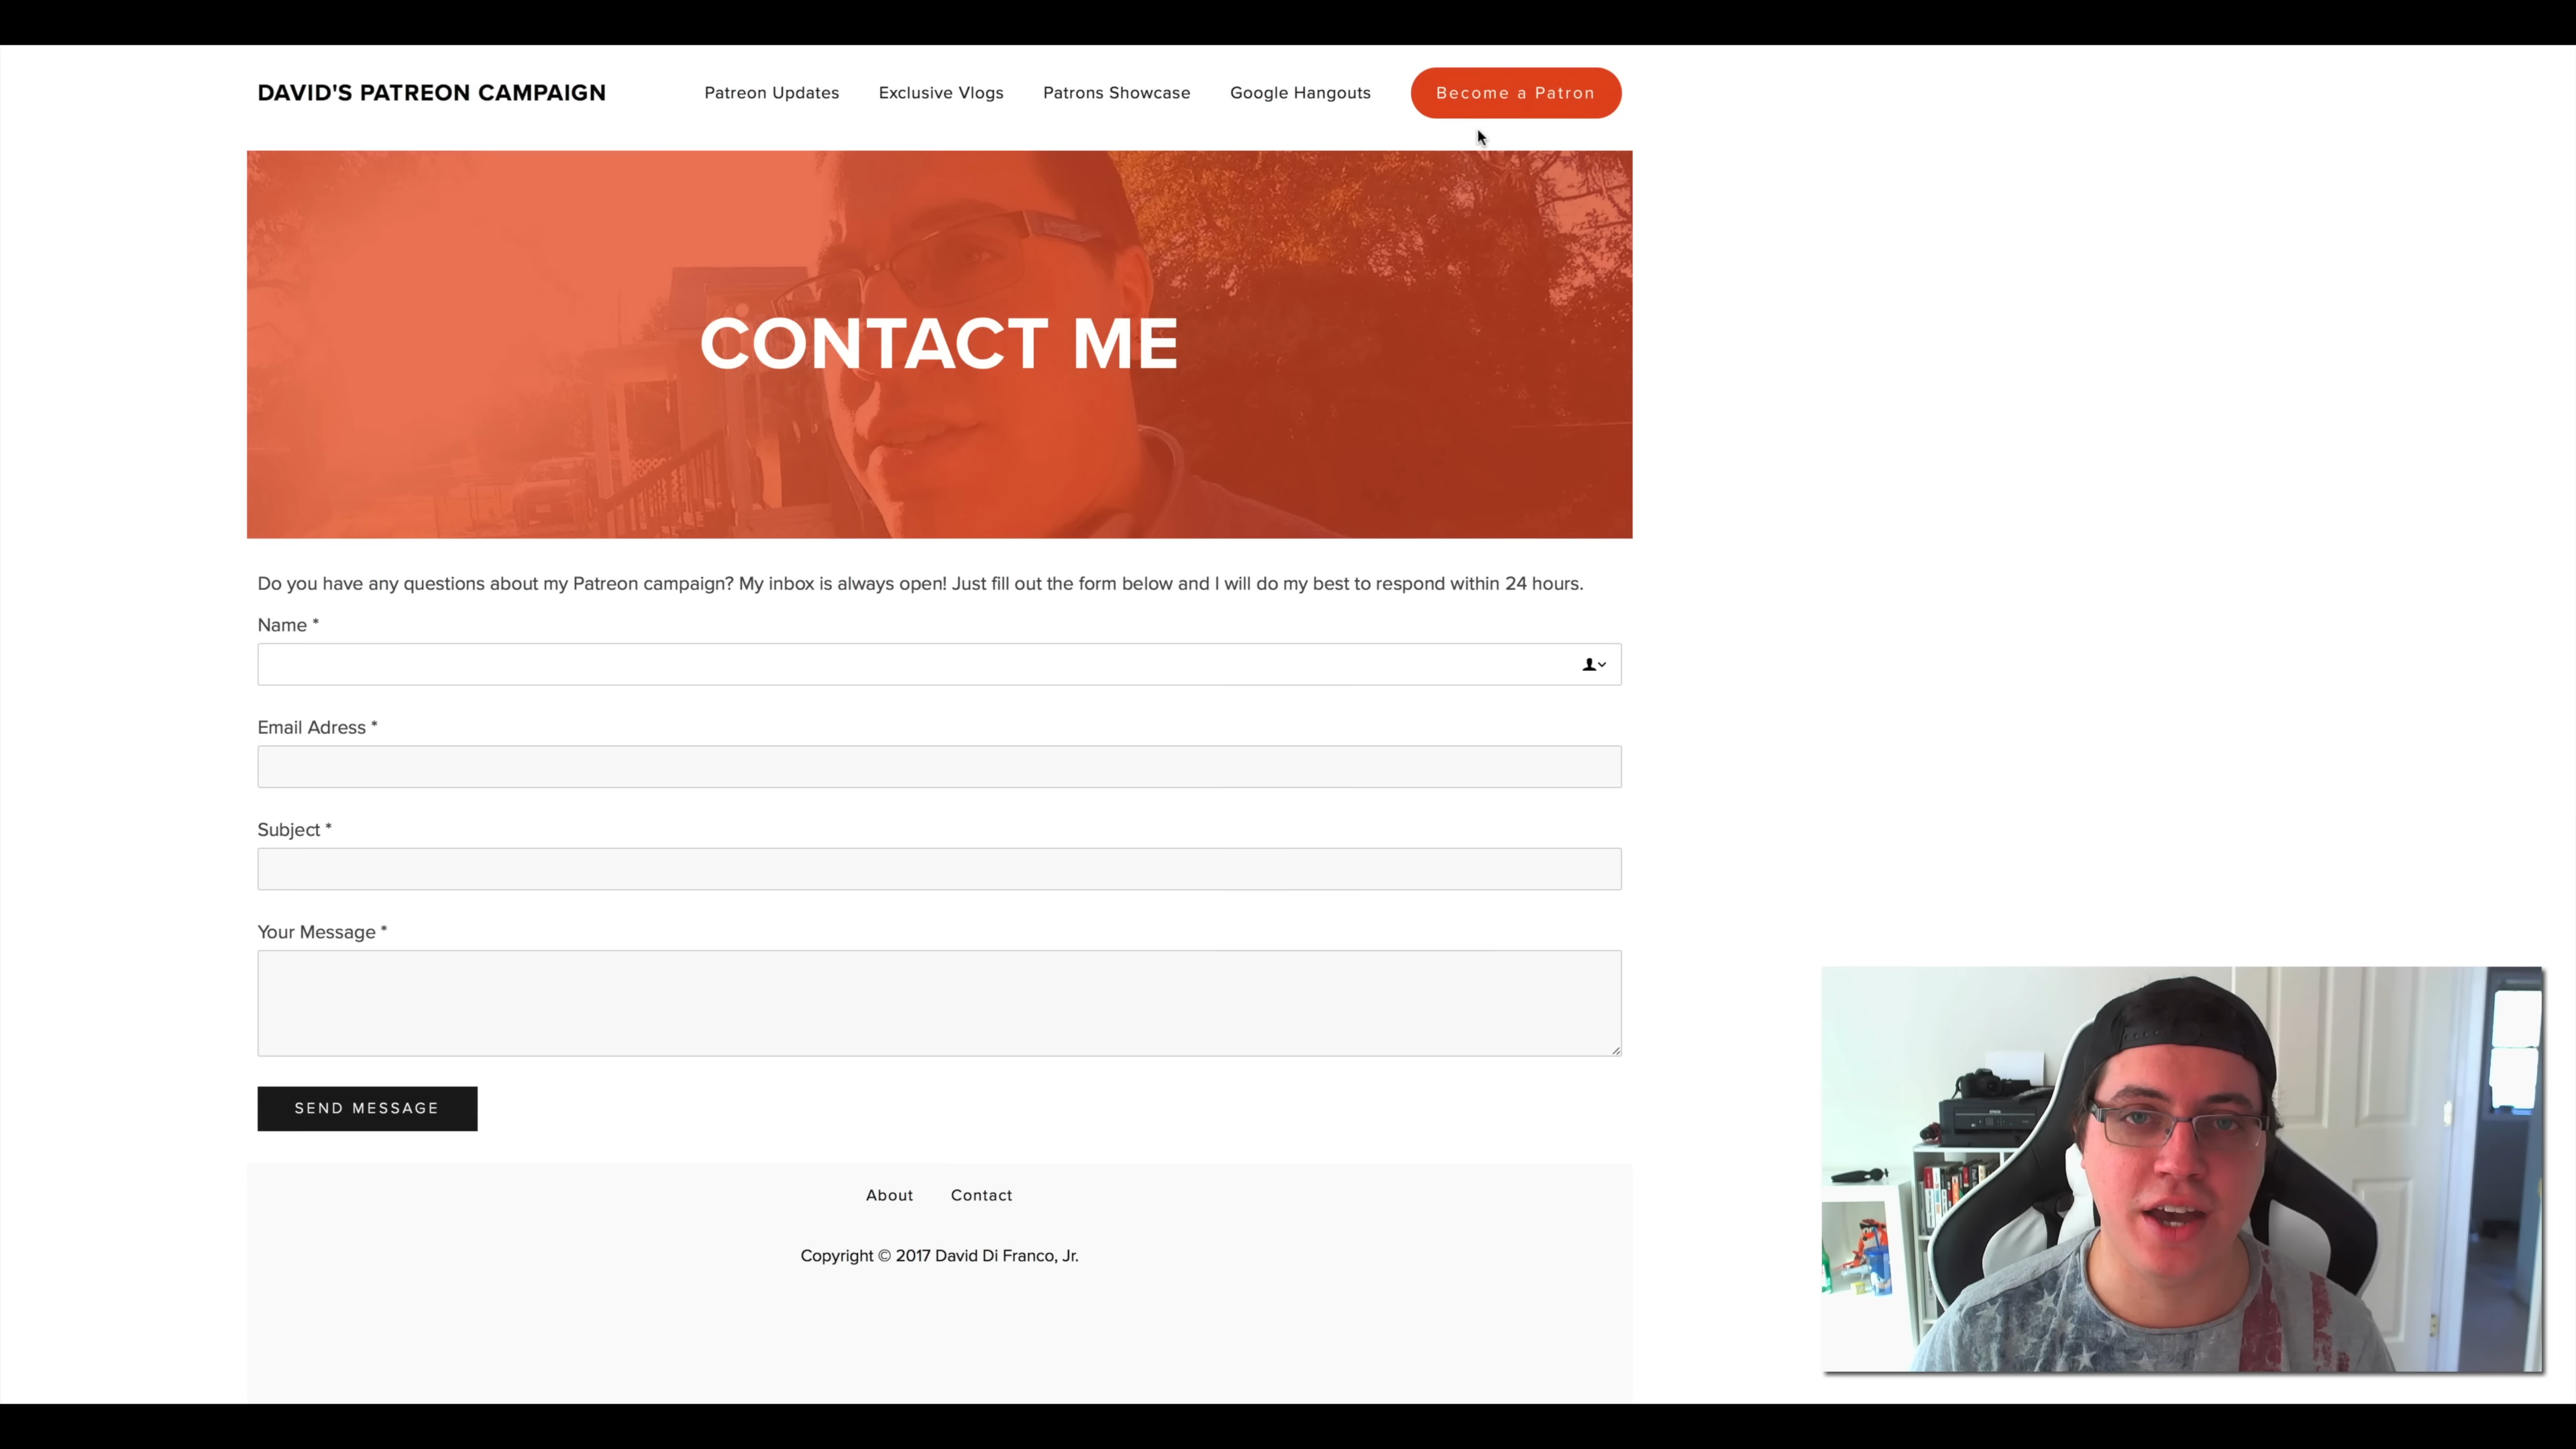 DAVID'S PATREON CAMPAIGN
Patreon Updates
Exclusive Vlogs
Patrons Showcase
Google Hangouts
Become a Patron
CONTACT ME
Do you have any questions about my Patreon campaign? My inbox is always open! Just fill out the form below and I will do my best to respond within 24 hours.
Name *
Email Adress *
Subject *
Your Message *
SEND MESSAGE
About
Contact
Copyright © 2017 David Di Franco, Jr.